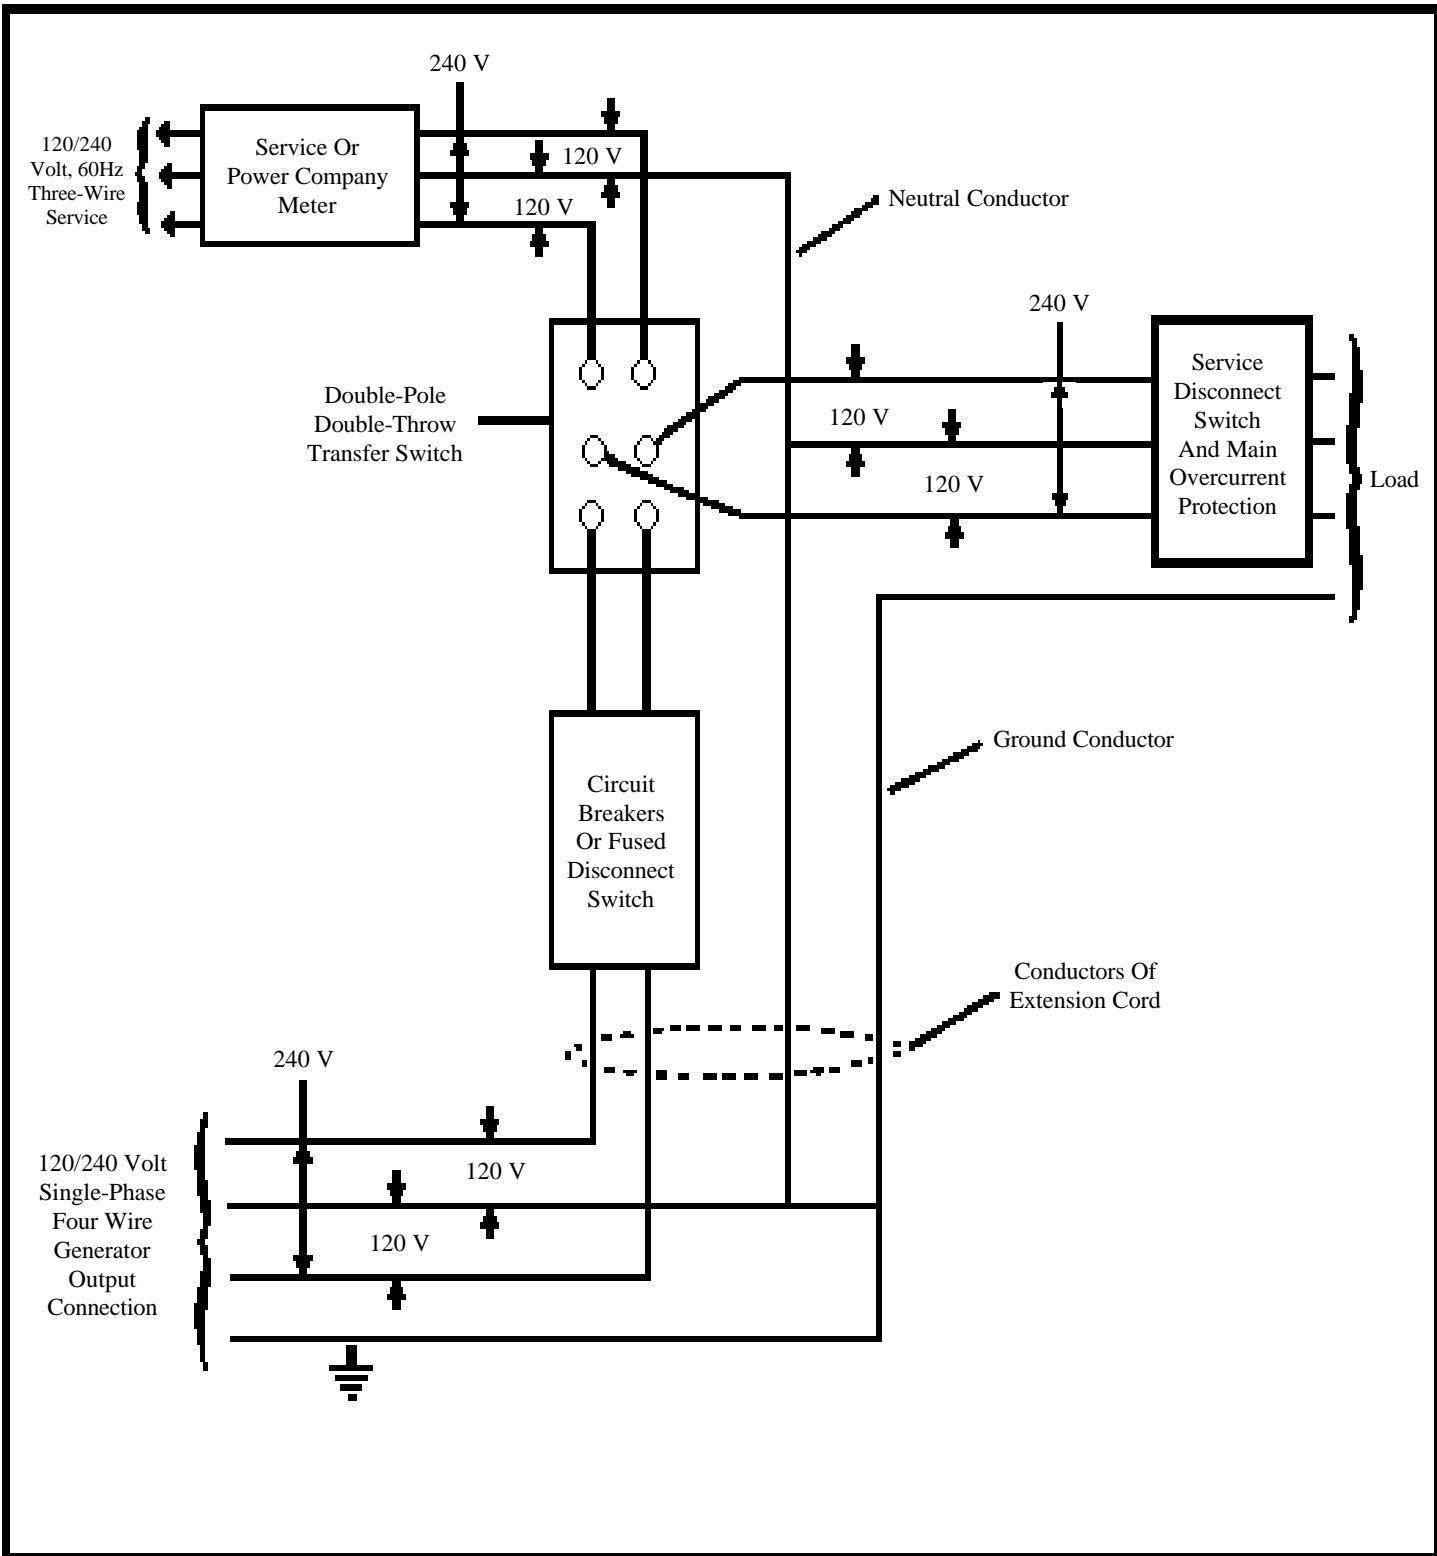 240 V
120/240
Volt, 60Hz
Three-Wire
Service
Service Or
Power Company
Meter
120 V
120 V
Neutral Conductor
240 V
Double-Pole
Double-Throw
Transfer Switch
120 V
120 V
Service
Disconnect
Switch
And Main
Overcurrent
Protection
Load
Ground Conductor
Circuit
Breakers
Or Fused
Disconnect
Switch
Conductors Of
Extension Cord
240 V
120/240 Volt
Single-Phase
Four Wire
Generator
Output
Connection
120 V
120 V